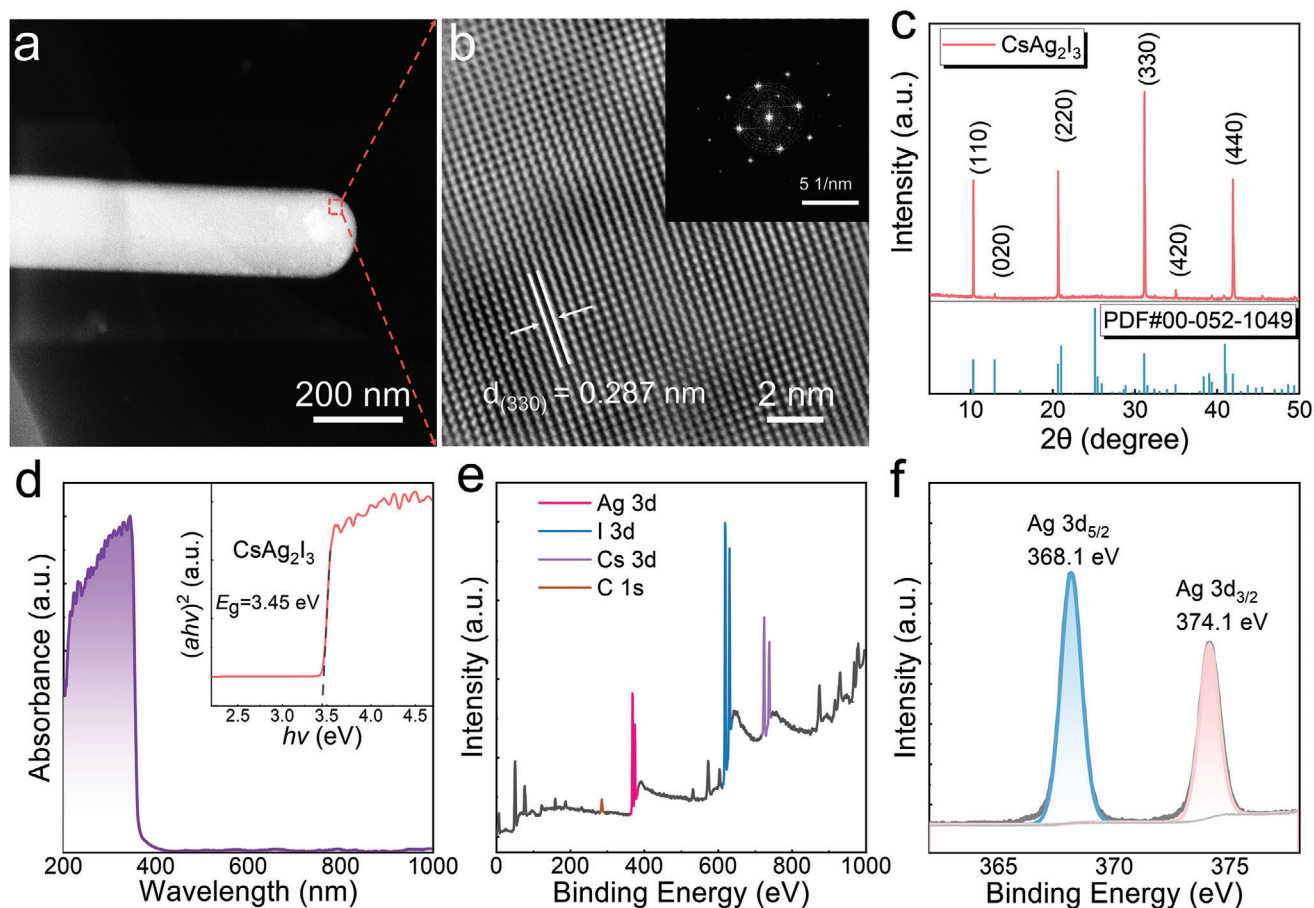 a
200 nm
b
5 1/nm
d₍₃₃₀₎ = 0.287 nm
2 nm
c
CsAg₂I₃
(110)
(020)
(220)
(330)
(420)
(440)
PDF#00-052-1049
Intensity (a.u.)
10 20 30 40 50
2θ (degree)
d
Absorbance (a.u.)
200 400 600 800 1000
Wavelength (nm)
(ahv)² (a.u.)
CsAg₂I₃
Eg=3.45 eV
2.5 3.0 3.5 4.0 4.5
hv (eV)
e
Ag 3d
I 3d
Cs 3d
C 1s
Intensity (a.u.)
0 200 400 600 800 1000
Binding Energy (eV)
f
Ag 3d5/2
368.1 eV
Ag 3d3/2
374.1 eV
Intensity (a.u.)
365 370 375
Binding Energy (eV)